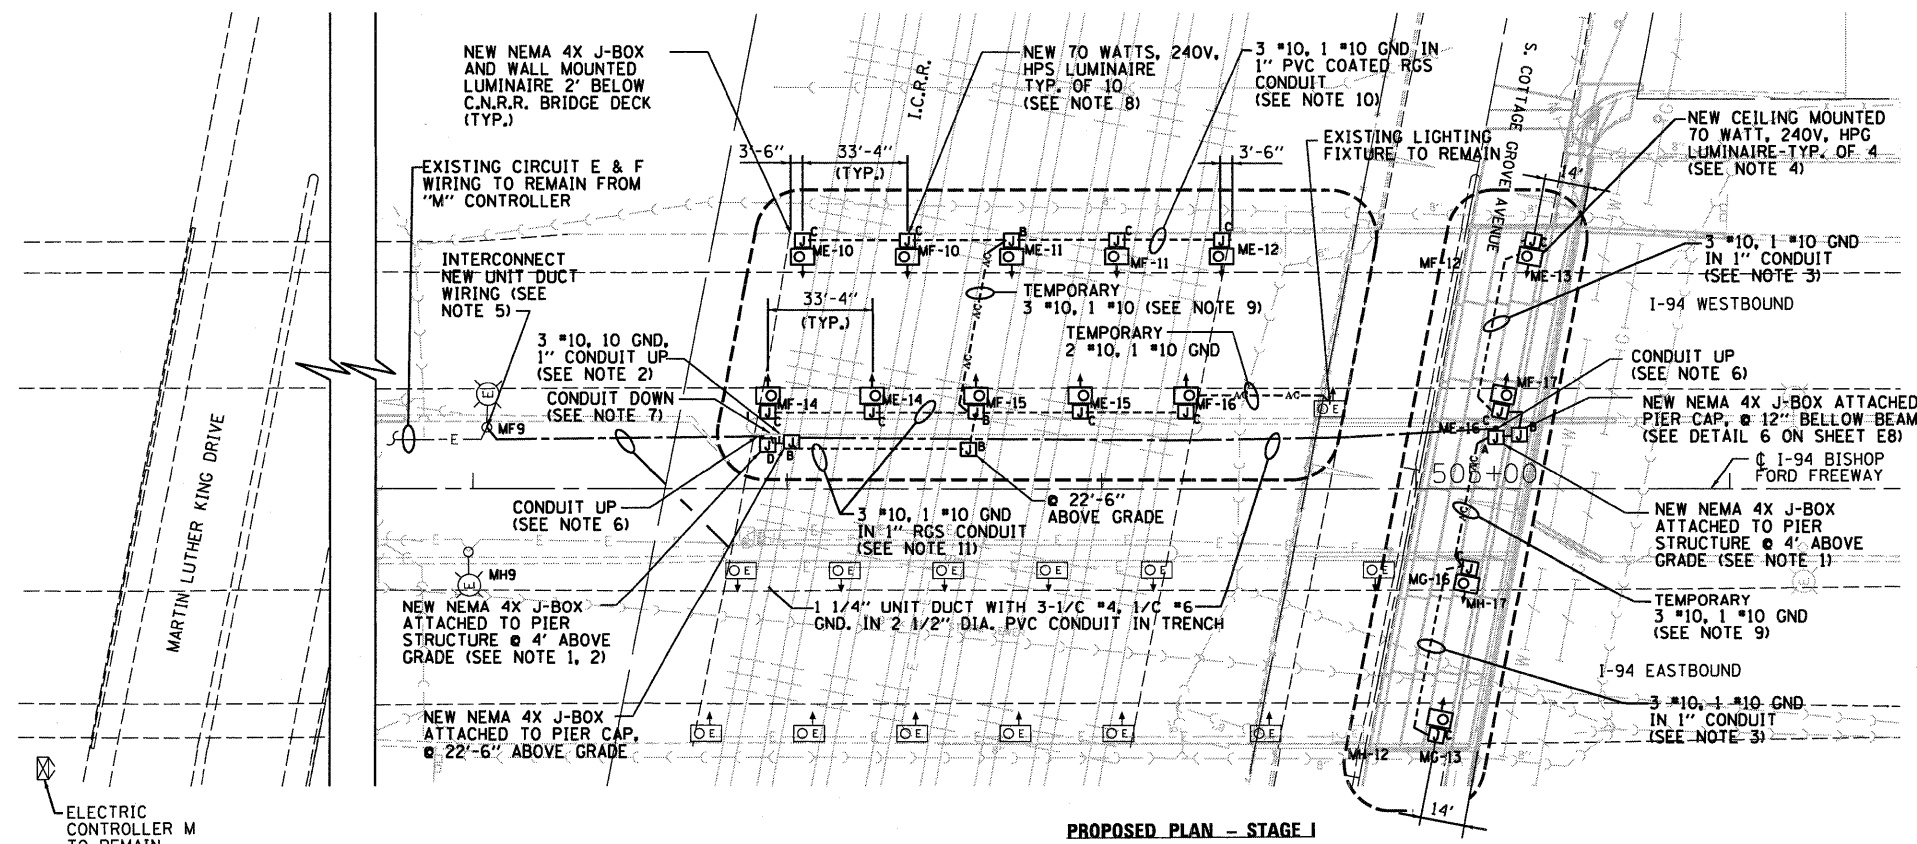 NEW NEMA 4X J-BOX
AND WALL MOUNTED
LUMINAIRE 2' BELOW
C.N.R.R. BRIDGE DECK
(TYP.)
I.C.R.R.
NEW 70 WATTS, 240V,
HPS LUMINAIRE
TYP. OF 10
(SEE NOTE 8)
3 #10, 1 #10 GND IN
1" PVC COATED RGS
CONDUIT
(SEE NOTE 10)
S. COTTAGE GROVE AVENUE
NEW CEILING MOUNTED
70 WATT, 240V, HPG
LUMINAIRE-TYP. OF 4
(SEE NOTE 4)
EXISTING LIGHTING
FIXTURE TO REMAIN
3'-6"
33'-4"
(TYP.)
3'-6"
14'
EXISTING CIRCUIT E & F
WIRING TO REMAIN FROM
"M" CONTROLLER
ME-10
MF-10
ME-11
MF-11
ME-12
MF-12
ME-13
3 #10, 1 #10 GND
IN 1" CONDUIT
(SEE NOTE 3)
I-94 WESTBOUND
INTERCONNECT
NEW UNIT DUCT
WIRING (SEE
NOTE 5)
33'-4"
(TYP.)
TEMPORARY
3 #10, 1 #10 (SEE NOTE 9)
TEMPORARY
2 #10, 1 #10 GND
3 #10, 10 GND,
1" CONDUIT UP
(SEE NOTE 2)
CONDUIT DOWN
(SEE NOTE 7)
CONDUIT UP
(SEE NOTE 6)
MF9
MF-14
ME-14
MF-15
ME-15
MF-16
MF-17
ME-16
NEW NEMA 4X J-BOX ATTACHED
PIER CAP, @ 12" BELLOW BEAM
(SEE DETAIL 6 ON SHEET E8)
505+00
℄ I-94 BISHOP
FORD FREEWAY
MARTIN LUTHER KING DRIVE
CONDUIT UP
(SEE NOTE 6)
3 #10, 1 #10 GND
IN 1" RGS CONDUIT
(SEE NOTE 11)
@ 22'-6"
ABOVE GRADE
NEW NEMA 4X J-BOX
ATTACHED TO PIER
STRUCTURE @ 4' ABOVE
GRADE (SEE NOTE 1)
MH9
MG-16
MH-17
NEW NEMA 4X J-BOX
ATTACHED TO PIER
STRUCTURE @ 4' ABOVE
GRADE (SEE NOTE 1, 2)
1 1/4" UNIT DUCT WITH 3-1/C #4, 1/C #6
GND. IN 2 1/2" DIA. PVC CONDUIT IN TRENCH
TEMPORARY
3 #10, 1 #10 GND
(SEE NOTE 9)
I-94 EASTBOUND
NEW NEMA 4X J-BOX
ATTACHED TO PIER CAP,
@ 22'-6" ABOVE GRADE
3 #10, 1 #10 GND
IN 1" CONDUIT
(SEE NOTE 3)
MH-12
MG-13
14'
ELECTRIC
CONTROLLER M
TO REMAIN
PROPOSED PLAN - STAGE I